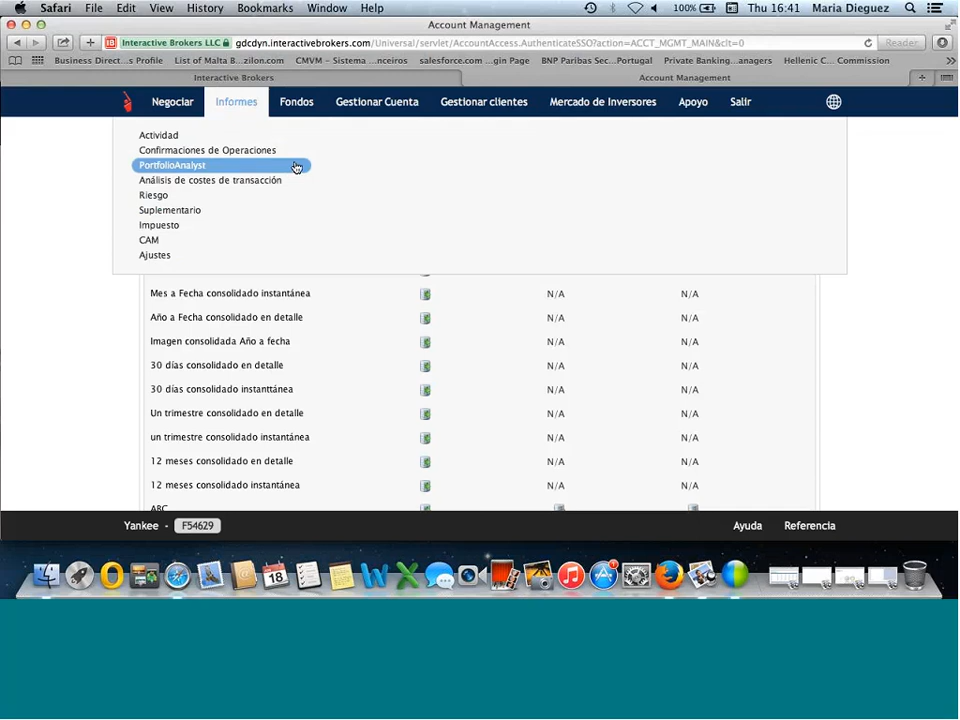 Safari File Edit View History Bookmarks Window Help 100% Thu 16:41 Maria Dieguez
Account Management
Interactive Brokers LLC gdcdyn.interactivebrokers.com/Universal/servlet/AccountAccess.AuthenticateSSO?action=ACCT_MGMT_MAIN&clt=0 Reader
Business Direct...s Profile List of Malta B...zilon.com CMVM – Sistema ...nceiros salesforce.com ...gin Page BNP Paribas Sec...Portugal Private Banking...anagers Hellenic C... Commission
Interactive Brokers Account Management
Negociar Informes Fondos Gestionar Cuenta Gestionar clientes Mercado de Inversores Apoyo Salir
Actividad
Confirmaciones de Operaciones
PortfolioAnalyst
Análisis de costes de transacción
Riesgo
Suplementario
Impuesto
CAM
Ajustes
Mes a Fecha consolidado instantánea N/A N/A
Año a Fecha consolidado en detalle N/A N/A
Imagen consolidada Año a fecha N/A N/A
30 días consolidado en detalle N/A N/A
30 días consolidado instanttánea N/A N/A
Un trimestre consolidado en detalle N/A N/A
un trimestre consolidado instantánea N/A N/A
12 meses consolidado en detalle N/A N/A
12 meses consolidado instantánea N/A N/A
ABC
Yankee - F54629 Ayuda Referencia
18